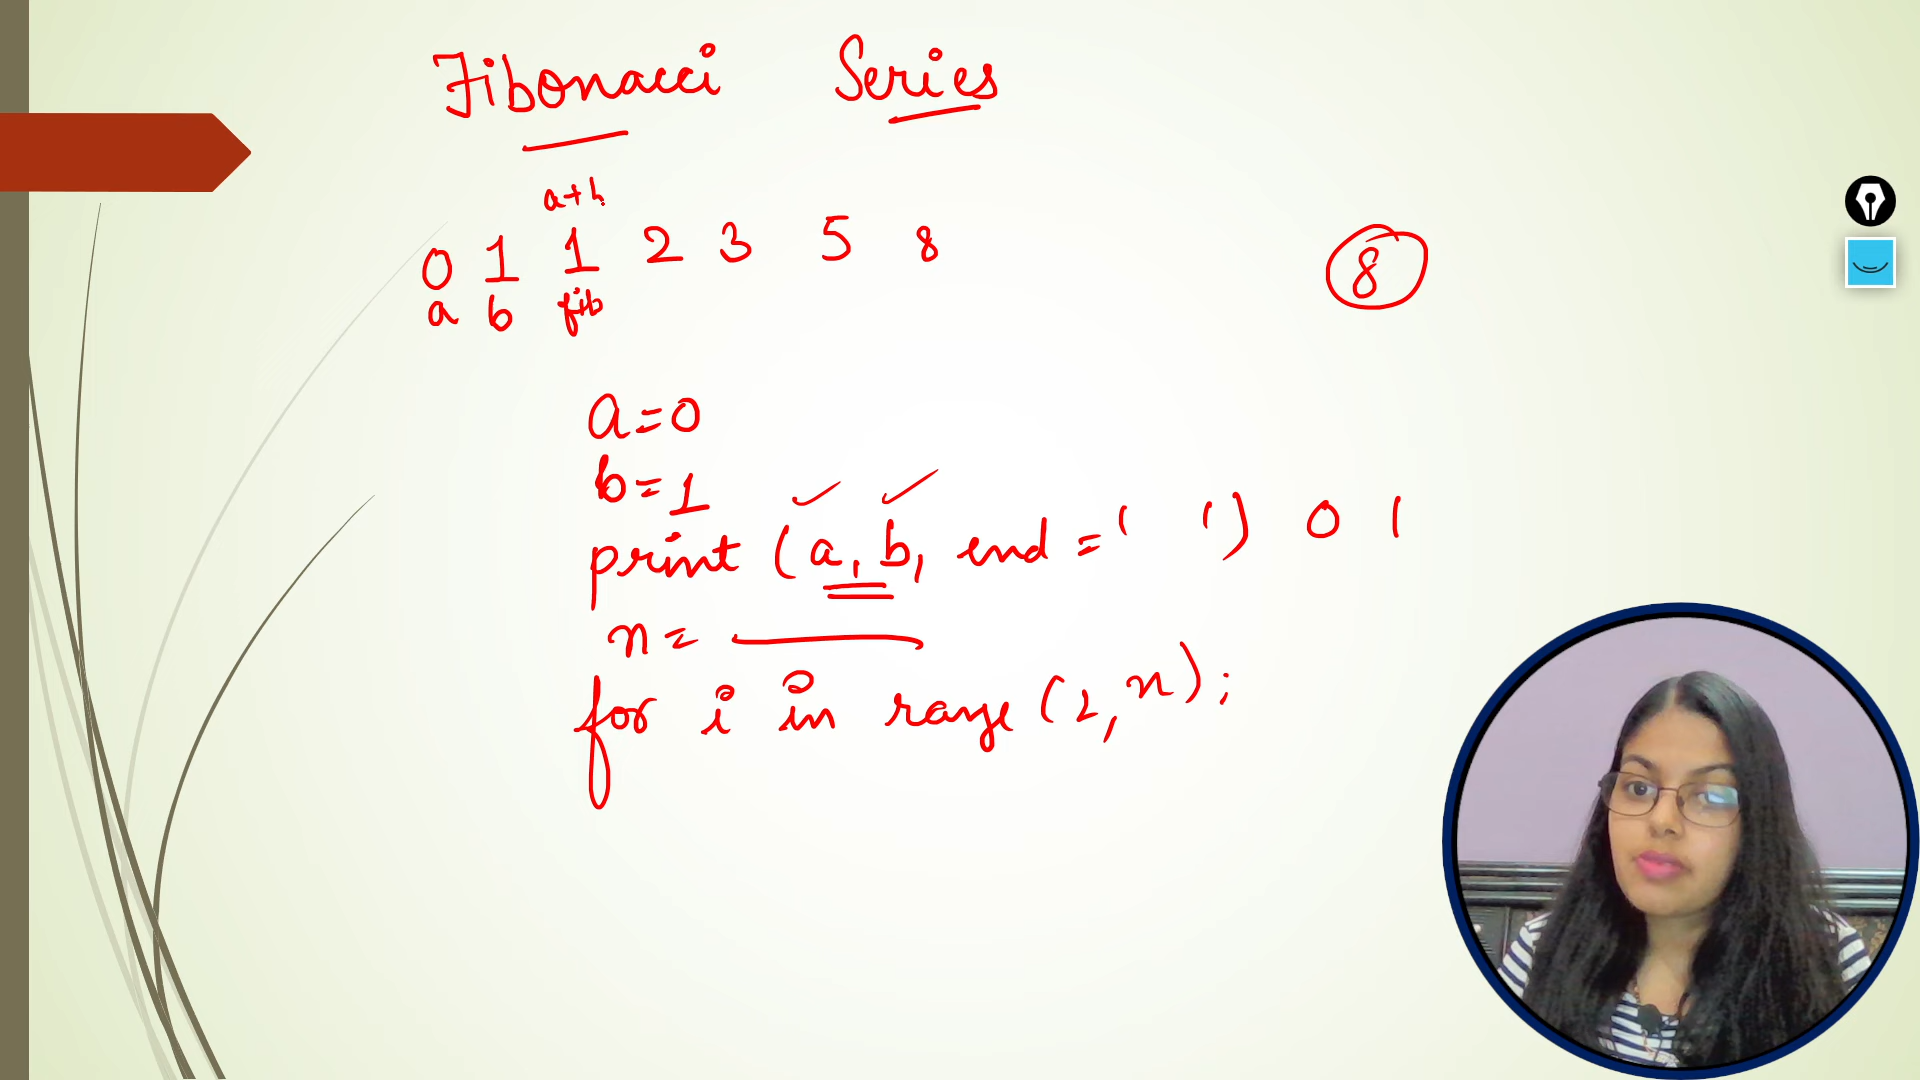 Fibonacci Series
a+b
0 1 1 2 3 5 8
a b fib
8
a=0
b=1
print (a, b, end = ' ') 0 1
n=
for i in range (2, n):